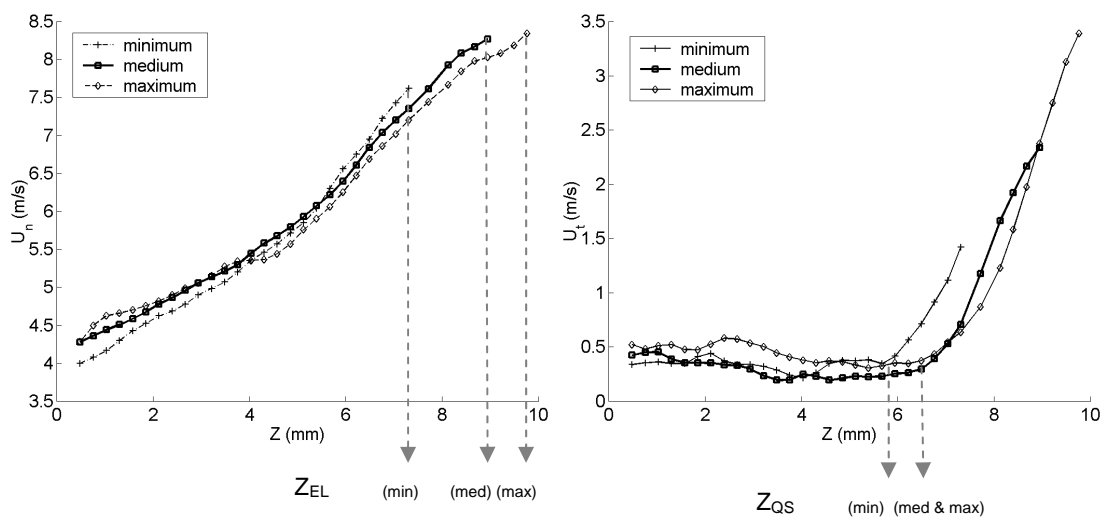 8.5
8
7.5
7
6.5
6
5.5
5
4.5
4
3.5
U_n (m/s)
minimum
medium
maximum
0 2 4 6 8 10
Z (mm)
Z_EL (min) (med) (max)
3.5
3
2.5
2
1.5
1
0.5
0
U_t (m/s)
minimum
medium
maximum
0 2 4 6 8 10
Z (mm)
Z_QS (min) (med & max)